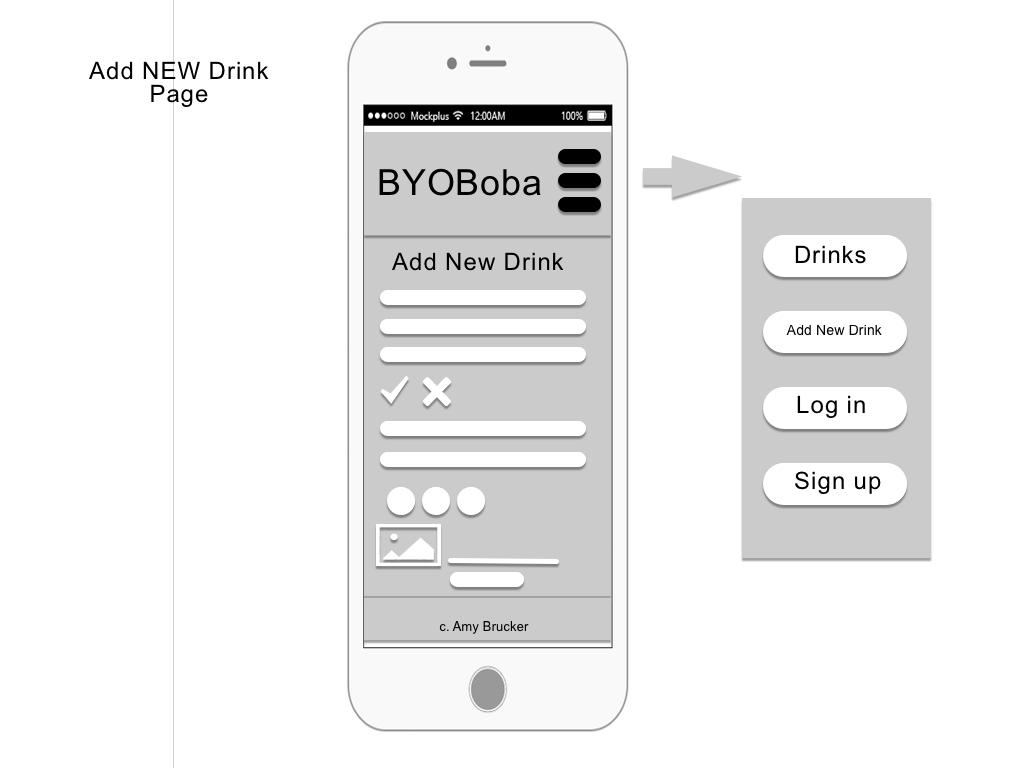 Add NEW Drink
Page
Mockplus 12:00AM 100%
BYOBoba
Add New Drink
c. Amy Brucker
Drinks
Add New Drink
Log in
Sign up